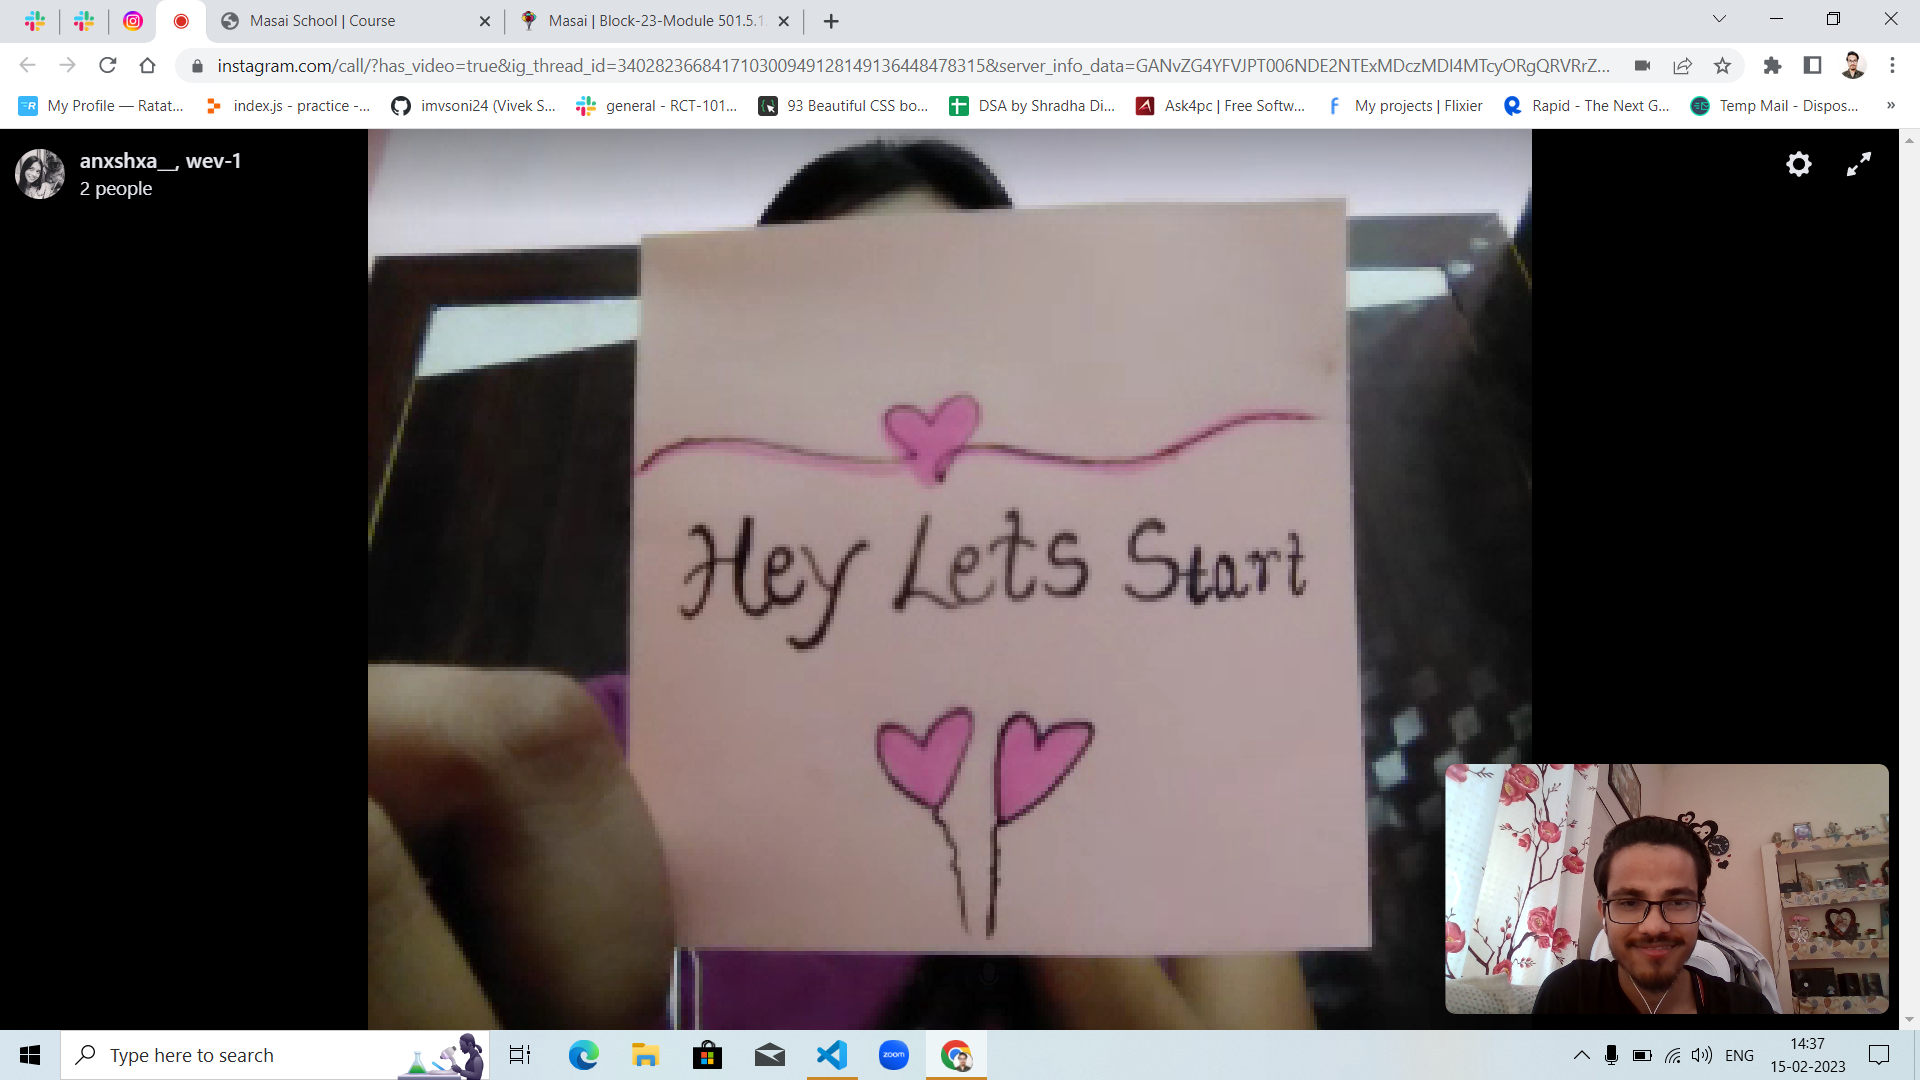 Masai School | Course
Masai | Block-23-Module 501.5.1
instagram.com/call/?has_video=true&ig_thread_id=340282366841710300949128149136448478315&server_info_data=GANvZG4YFVJPT006NDE2NTExMDczMDI4MTcyORgQRVRrZ...
My Profile — Ratat...
index.js - practice -...
imvsoni24 (Vivek S...
general - RCT-101...
93 Beautiful CSS bo...
DSA by Shradha Di...
Ask4pc | Free Softw...
My projects | Flixier
Rapid - The Next G...
Temp Mail - Dispos...
»
anxshxa__, wev-1
2 people
Hey Lets Start
Type here to search
zoom
ENG
14:37
15-02-2023